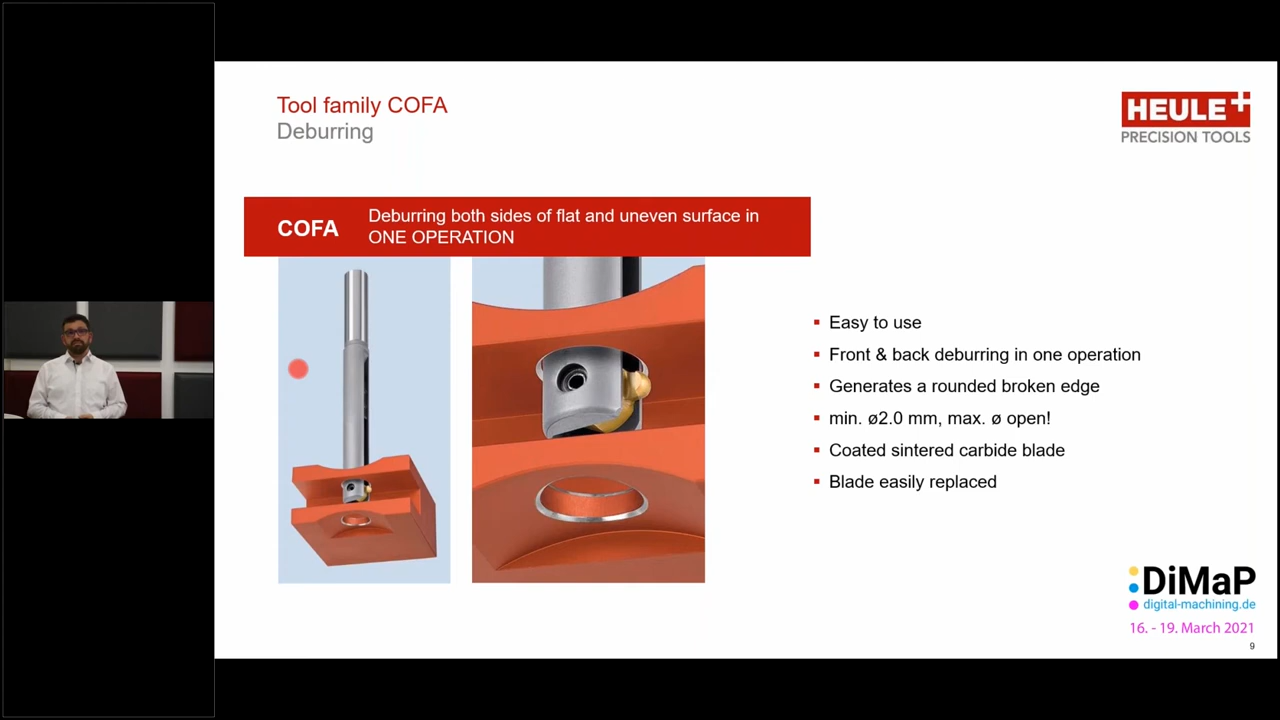 Tool family COFA
Deburring
HEULE
PRECISION TOOLS
COFA
Deburring both sides of flat and uneven surface in
ONE OPERATION
▪ Easy to use
▪ Front & back deburring in one operation
▪ Generates a rounded broken edge
▪ min. ø2.0 mm, max. ø open!
▪ Coated sintered carbide blade
▪ Blade easily replaced
DiMaP
digital-machining.de
16. - 19. March 2021
9